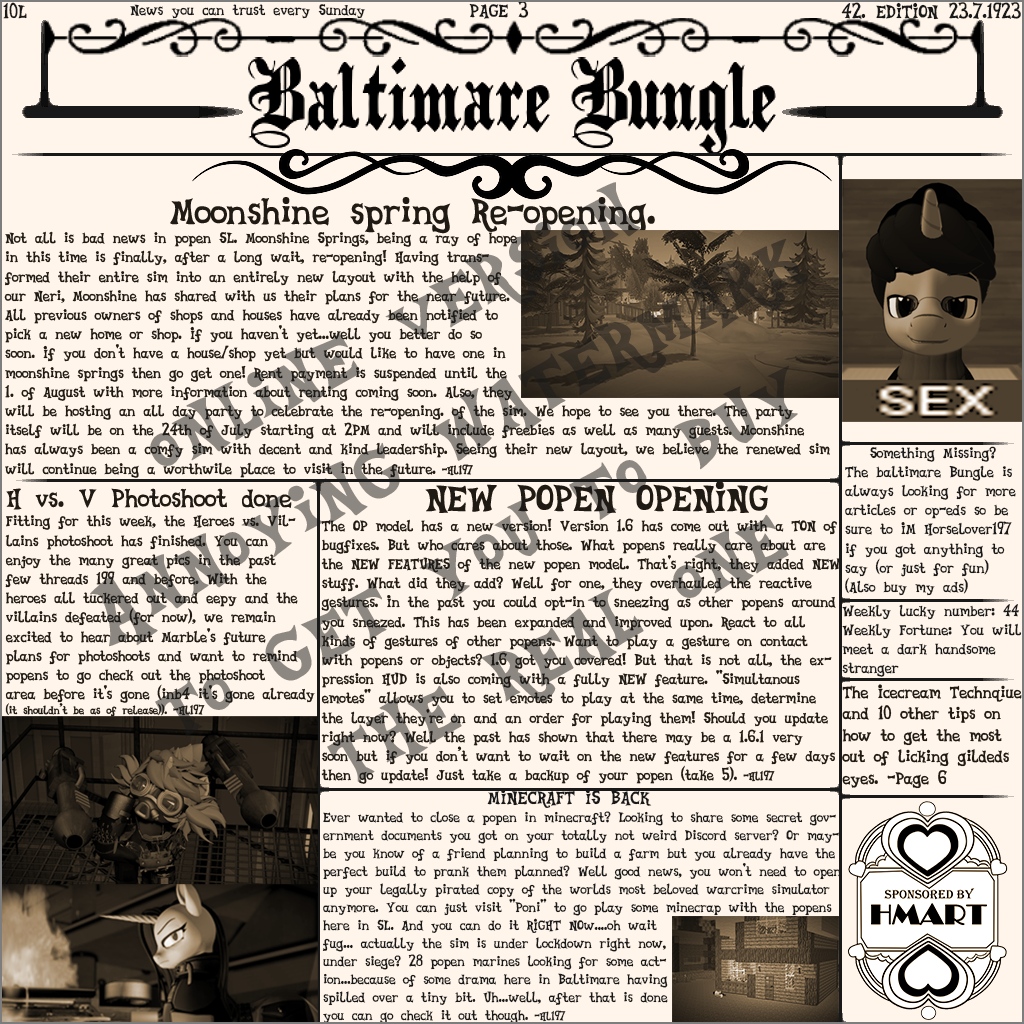 10L
News you can trust every Sunday
PAGE 3
42. EDITION 23.7.1923
Baltimare Bungle
Moonshine spring Re-opening.
Not all is bad news in popen SL. Moonshine Springs, being a ray of hope
in this time is finally, after a long wait, re-opening! Having trans-
formed their entire sim into an entirely new layout with the help of
our Neri, Moonshine has shared with us their plans for the near future.
All previous owners of shops and houses have already been notified to
pick a new home or shop. if you haven't yet...well you better do so
soon. if you don't have a house/shop yet but would like to have one in
moonshine springs then go get one! Rent payment is suspended until the
1. of August with more information about renting coming soon. Also, they
will be hosting an all day party to celebrate the re-opening. of the sim. We hope to see you there. The party
itself will be on the 24th of July starting at 2PM and will include freebies as well as many guests. Moonshine
has always been a comfy sim with decent and kind leadership. Seeing their new layout, we believe the renewed sim
will continue being a worthwile place to visit in the future. -HL197
H vs. V Photoshoot done
Fitting for this week, the Heroes vs. Vil-
lains photoshoot has finished. You can
enjoy the many great pics in the past
few threads 197 and before. With the
heroes all tuckered out and eepy and the
villains defeated (for now), we remain
excited to hear about Marble's future
plans for photoshoots and want to remind
popens to go check out the photoshoot
area before it's gone (inb4 it's gone already
(it shouldn't be as of release). -HL197
NEW POPEN OPENING
The OP model has a new version! Version 1.6 has come out with a TON of
bugfixes. But who cares about those. What popens really care about are
the NEW FEATURES of the new popen model. That's right, they added NEW
stuff. What did they add? Well for one, they overhauled the reactive
gestures. in the past you could opt-in to sneezing as other popens around
you sneezed. This has been expanded and improved upon. React to all
kinds of gestures of other popens. Want to play a gesture on contact
with popens or objects? 1.6 got you covered! But that is not all, the ex-
pression HUD is also coming with a fully NEW feature. "Simultanous
emotes" allows you to set emotes to play at the same time, determine
the layer they're on and an order for playing them! Should you update
right now? Well the past has shown that there may be a 1.6.1 very
soon but if you don't want to wait on the new features for a few days
then go update! Just take a backup of your popen (take 5). -HL197
MINECRAFT IS BACK
Ever wanted to close a popen in minecraft? Looking to share some secret gov-
ernment documents you got on your totally not weird Discord server? Or may-
be you know of a friend planning to build a farm but you already have the
perfect build to prank them planned? Well good news, you won't need to open
up your legally pirated copy of the worlds most beloved warcrime simulator
anymore. You can just visit "Poni" to go play some minecrap with the popens
here in SL. And you can do it RIGHT NOW....oh wait
fug... actually the sim is under lockdown right now,
under siege? 28 popen marines looking for some act-
ion...because of some drama here in Baltimare having
spilled over a tiny bit. Uh...well, after that is done
you can go check it out though. -HL197
SEX
Something Missing?
The baltimare Bungle is
always looking for more
articles or op-eds so be
sure to iM Horselover197
if you got anything to
say (or just for fun)
(Also buy my ads)
Weekly lucky number: 44
Weekly Fortune: You will
meet a dark handsome
stranger
The icecream Technqiue
and 10 other tips on
how to get the most
out of licking gildeds
eyes. -Page 6
SPONSORED BY
HMART
ONLINE VERSION.
ANNOYING WATERMARK
TO GET YOU TO BUY
THE REAL ONE